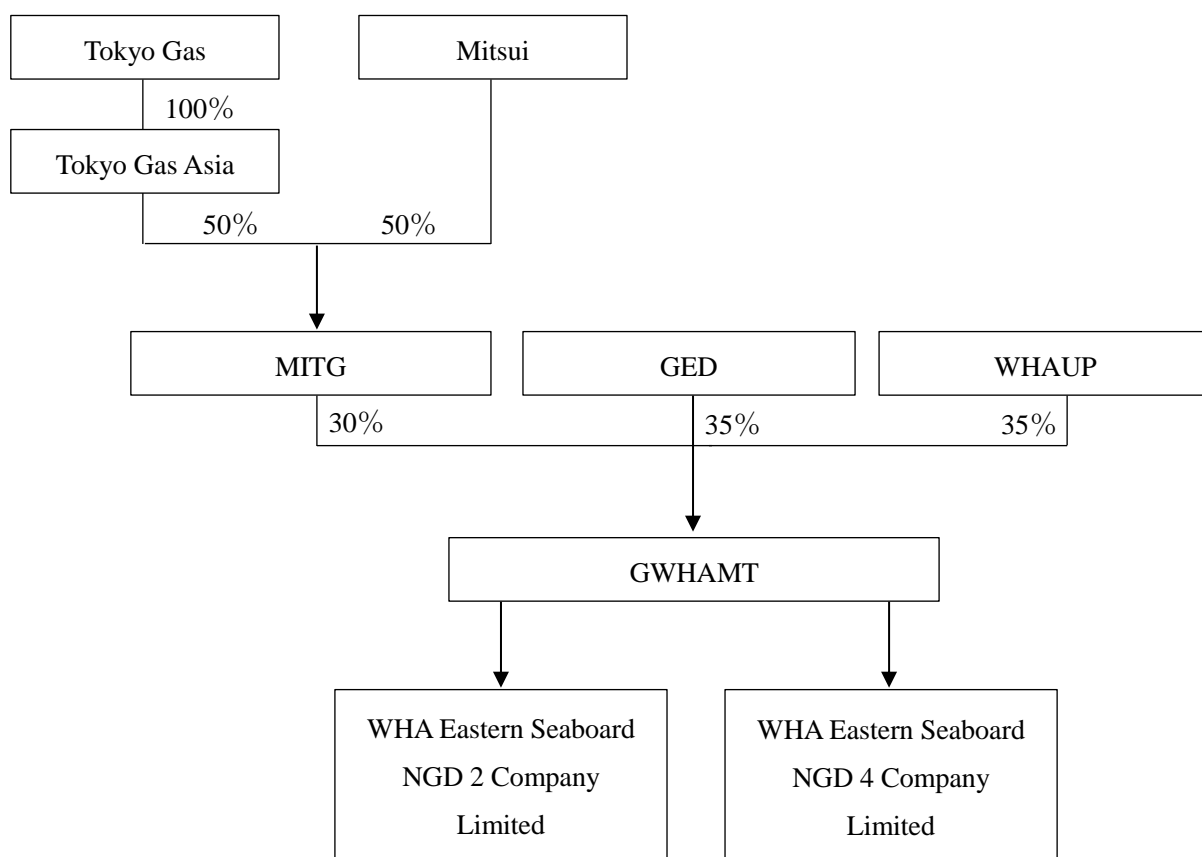 Tokyo Gas
Mitsui
100%
Tokyo Gas Asia
50%
50%
MITG
GED
WHAUP
30%
35%
35%
GWHAMT
WHA Eastern Seaboard
NGD 2 Company
Limited
WHA Eastern Seaboard
NGD 4 Company
Limited